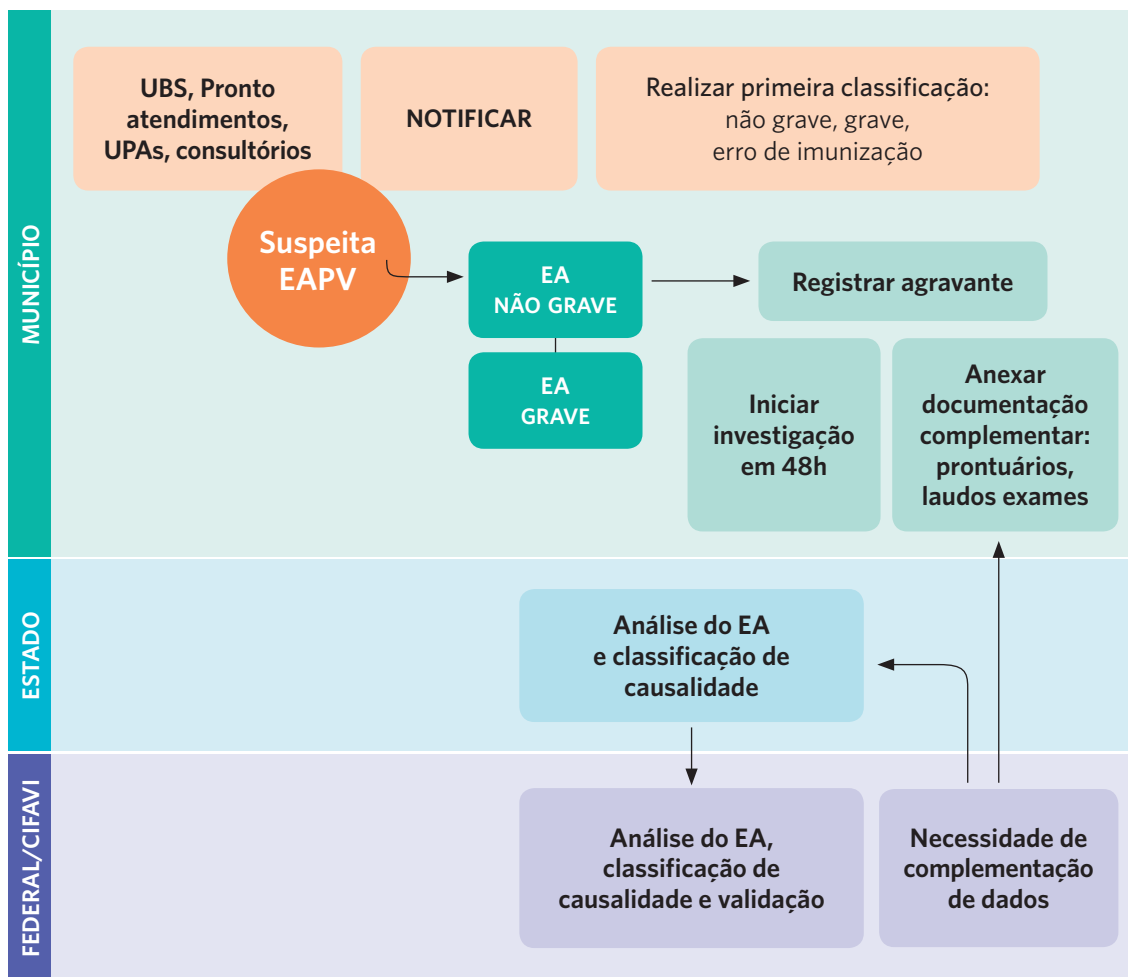 MUNICÍPIO
UBS, Pronto
atendimentos,
UPAs, consultórios
NOTIFICAR
Realizar primeira classificação:
não grave, grave,
erro de imunização
Suspeita
EAPV
EA
NÃO GRAVE
Registrar agravante
EA
GRAVE
Iniciar
investigação
em 48h
Anexar
documentação
complementar:
prontuários,
laudos exames
ESTADO
Análise do EA
e classificação de
causalidade
FEDERAL/CIFAVI
Análise do EA,
classificação de
causalidade e validação
Necessidade de
complementação
de dados